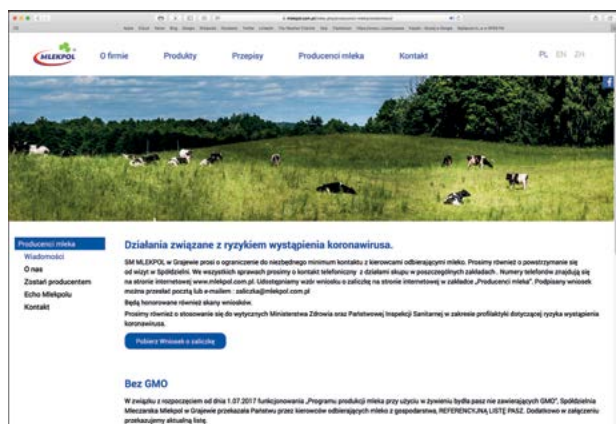 mlekpol.com.pl
MLEKPOL
O firmie
Produkty
Przepisy
Producenci mleka
Kontakt
PL EN ZH
f
Producenci mleka
Wiadomości
O nas
Zostań producentem
Echo Mlekpolu
Kontakt
Działania związane z ryzykiem wystąpienia koronawirusa.
SM MLEKPOL w Grajewie prosi o ograniczenie do niezbędnego minimum kontaktu z kierowcami odbierającymi mleko. Prosimy również o powstrzymanie się
od wizyt w Spółdzielni. We wszystkich sprawach prosimy o kontakt telefoniczny z działami skupu w poszczególnych zakładach . Numery telefonów znajdują się
na stronie internetowej www.mlekpol.com.pl. Udostępniamy wzór wniosku o zaliczkę na stronie internetowej w zakładce „Producenci mleka". Podpisany wniosek
można przesłać pocztą lub e-mailem : zaliczka@mlekpol.com.pl
Będą honorowane również skany wniosków.
Prosimy również o stosowanie się do wytycznych Ministerstwa Zdrowia oraz Państwowej Inspekcji Sanitarnej w zakresie profilaktyki dotyczącej ryzyka wystąpienia
koronawirusa.
Pobierz Wniosek o zaliczkę
Bez GMO
W związku z rozpoczęciem od dnia 1.07.2017 funkcjonowania „Programu produkcji mleka przy użyciu w żywieniu bydła pasz nie zawierających GMO", Spółdzielnia
Mleczarska Mlekpol w Grajewie przekazała Państwu przez kierowców odbierających mleko z gospodarstwa, REFERENCYJNĄ LISTĘ PASZ. Dodatkowo w załączeniu
przekazujemy aktualną listę.